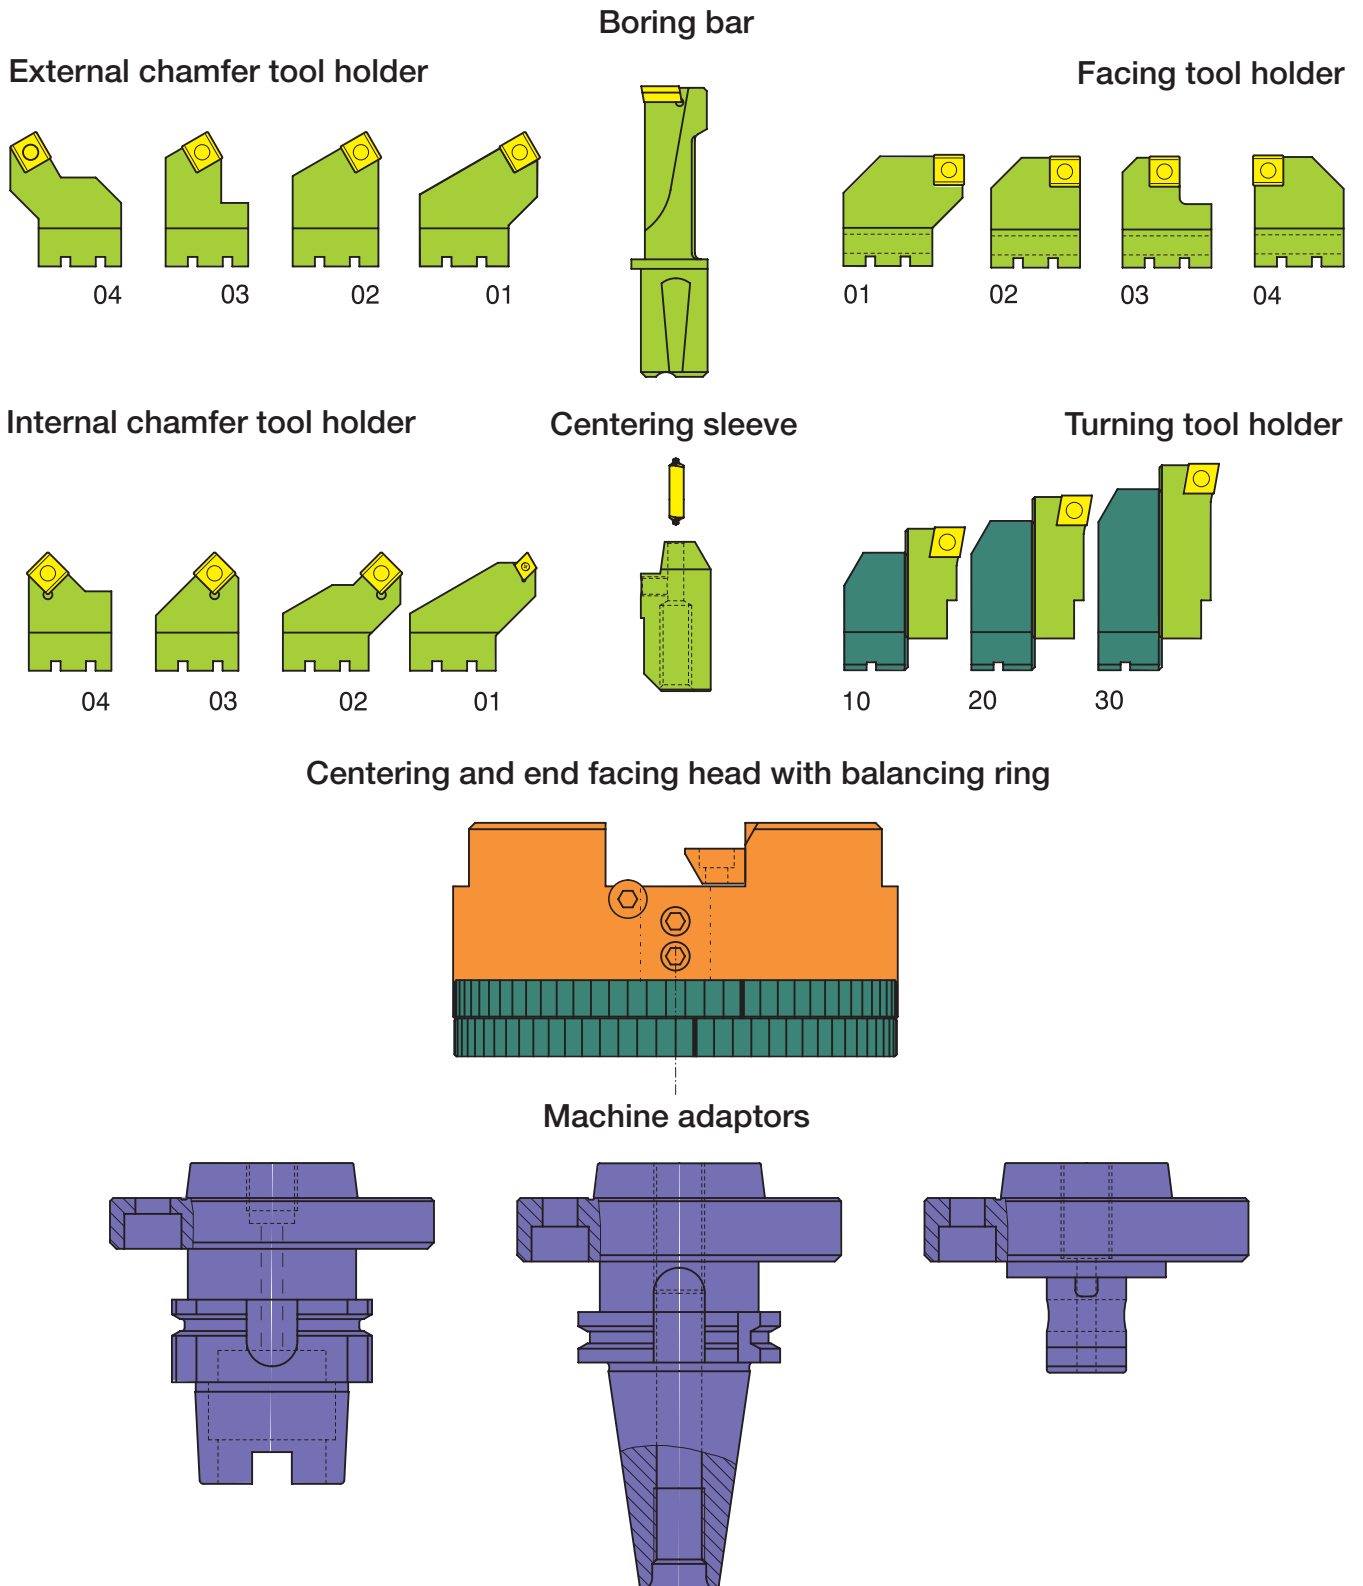 Boring bar
External chamfer tool holder
Facing tool holder
04 03 02 01
01 02 03 04
Internal chamfer tool holder
Centering sleeve
Turning tool holder
04 03 02 01
10 20 30
Centering and end facing head with balancing ring
Machine adaptors